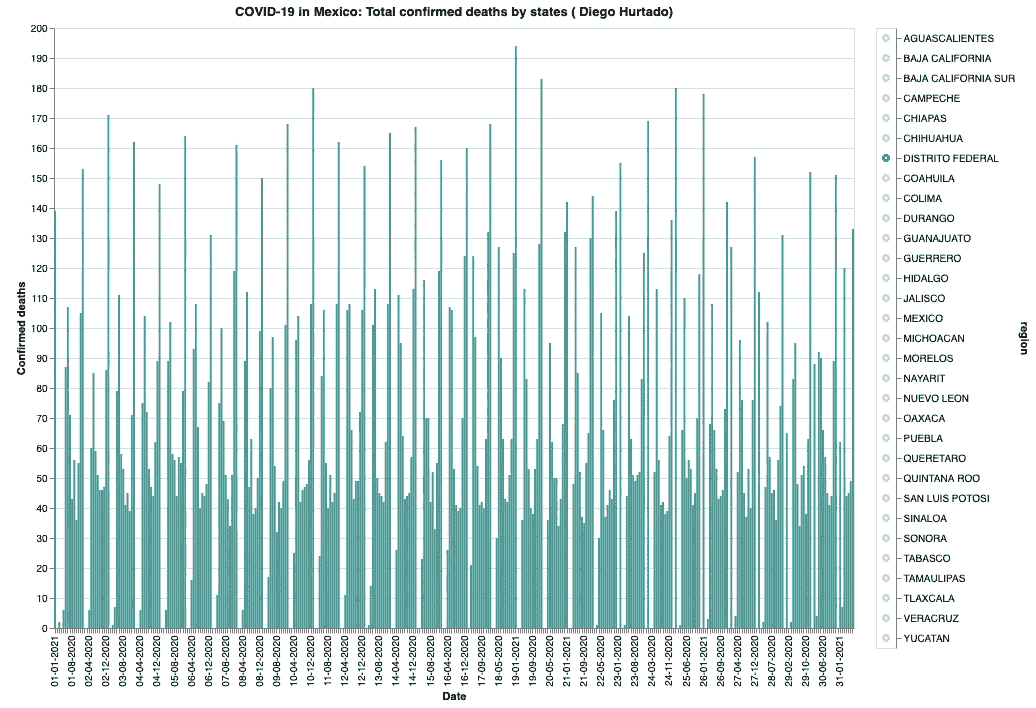 COVID-19 in Mexico: Total confirmed deaths by states ( Diego Hurtado)
200
190
180
170
160
150
140
130
120
110
100
90
80
70
60
50
40
30
20
10
0
Confirmed deaths
01-01-2021
01-08-2020
02-04-2020
02-12-2020
03-08-2020
04-04-2020
04-12-2020
05-08-2020
06-04-2020
06-12-2020
07-08-2020
08-04-2020
08-12-2020
09-08-2020
10-04-2020
10-12-2020
11-08-2020
12-04-2020
12-12-2020
13-08-2020
14-04-2020
14-12-2020
15-08-2020
16-04-2020
16-12-2020
17-09-2020
18-05-2020
19-01-2021
19-09-2020
20-05-2020
21-01-2021
21-09-2020
22-05-2020
23-01-2021
23-09-2020
24-03-2020
24-11-2020
25-06-2020
26-01-2021
26-09-2020
27-04-2020
27-12-2020
28-07-2020
29-02-2020
29-10-2020
30-06-2020
31-01-2021
Date
AGUASCALIENTES
BAJA CALIFORNIA
BAJA CALIFORNIA SUR
CAMPECHE
CHIAPAS
CHIHUAHUA
DISTRITO FEDERAL
COAHUILA
COLIMA
DURANGO
GUANAJUATO
GUERRERO
HIDALGO
JALISCO
MEXICO
MICHOACAN
MORELOS
NAYARIT
NUEVO LEON
OAXACA
PUEBLA
QUERETARO
QUINTANA ROO
SAN LUIS POTOSI
SINALOA
SONORA
TABASCO
TAMAULIPAS
TLAXCALA
VERACRUZ
YUCATAN
region